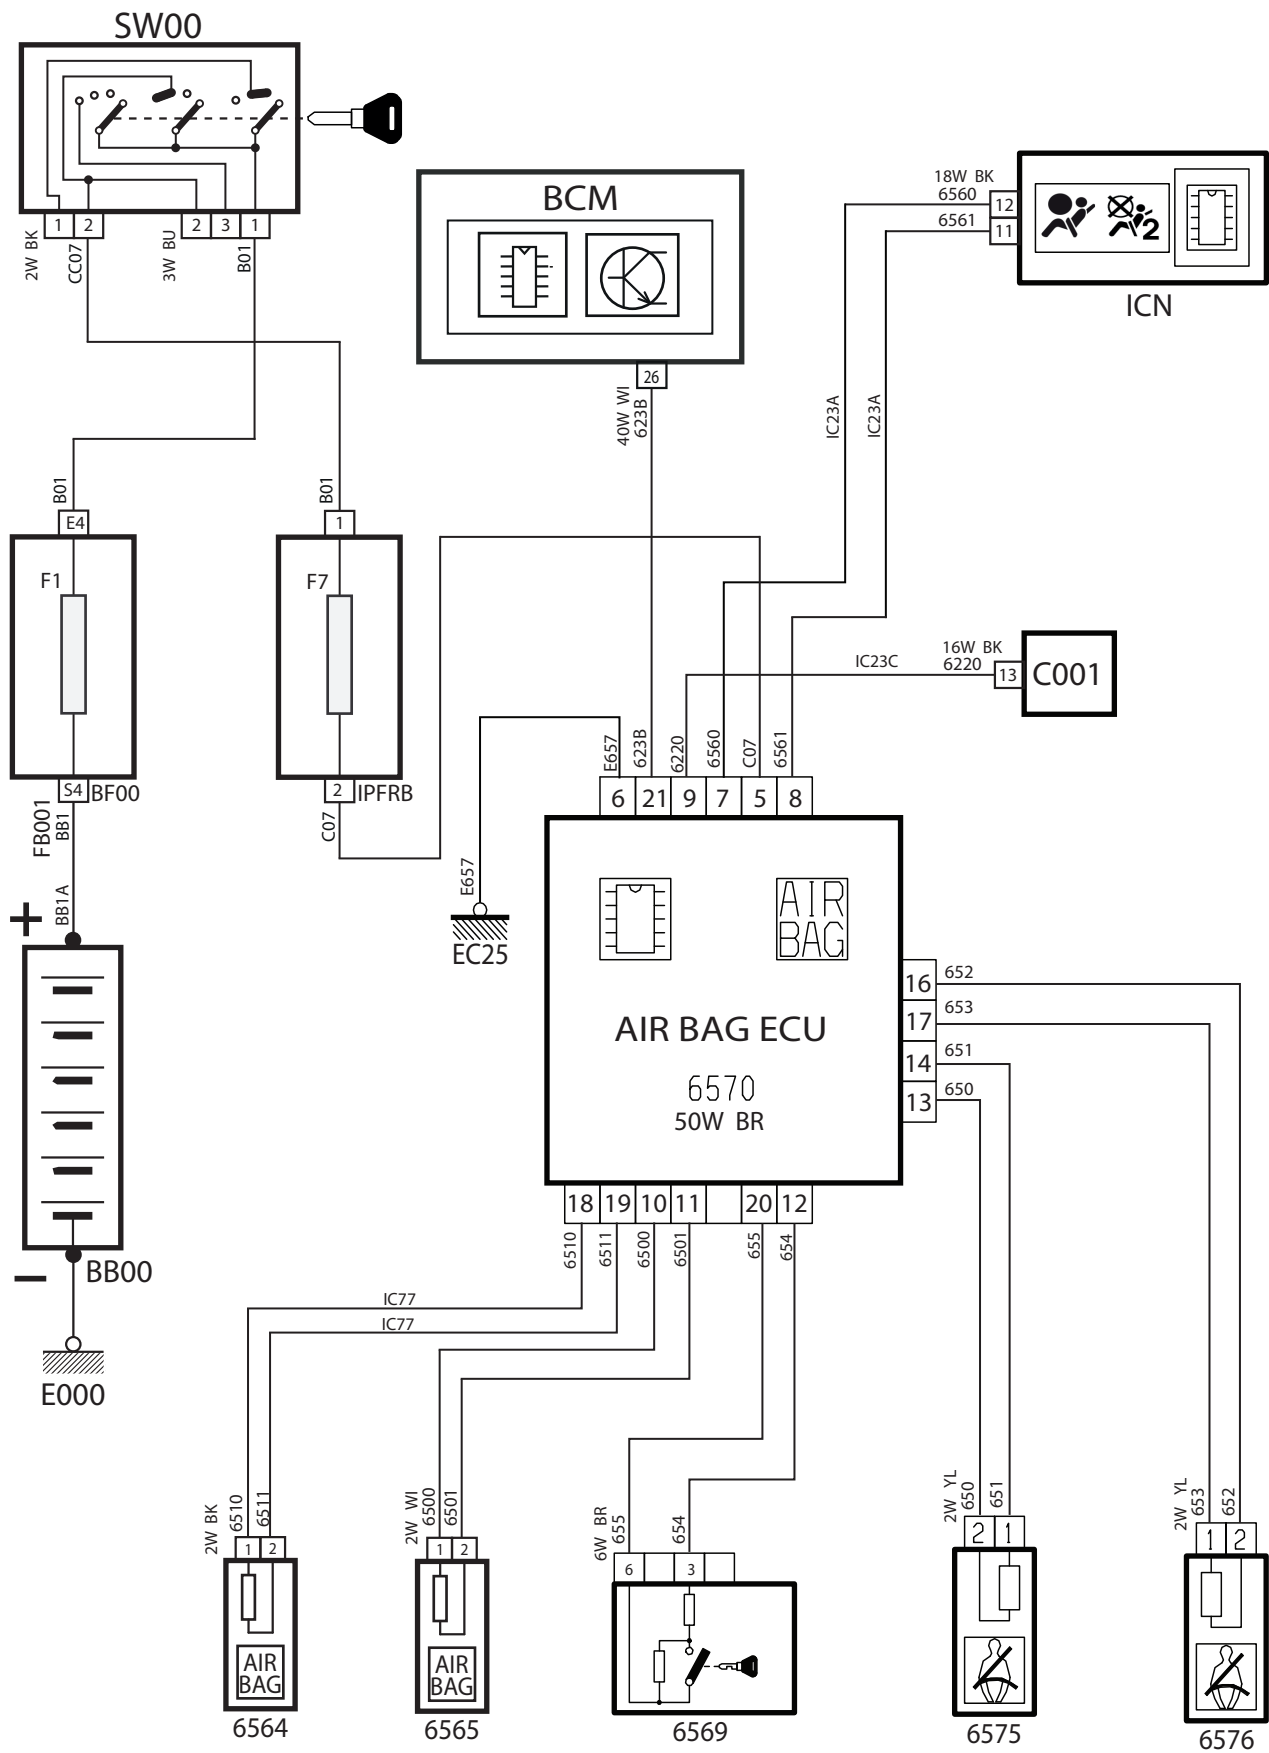 SW00
1
2
2
3
1
2W BK
CC07
3W BU
B01
BCM
26
40W WI
623B
18W BK
6560
12
6561
11
2
ICN
IC23A
IC23A
B01
E4
F1
S4
BF00
FB001
BB1
BB1A
B01
1
F7
2
IPFRB
C07
IC23C
16W BK
6220
13
C001
E657
623B
6220
6560
C07
6561
6
21
9
7
5
8
E657
EC25
AIR
BAG
AIR BAG ECU
6570
50W BR
16
652
17
653
14
651
13
650
18
19
10
11
20
12
6510
6511
6500
6501
655
654
+
−
BB00
E000
IC77
IC77
2W BK
6510
6511
1
2
AIR
BAG
6564
2W WI
6500
6501
1
2
AIR
BAG
6565
6W BR
655
654
6
3
6569
2W YL
650
651
2
1
6575
2W YL
653
652
1
2
6576